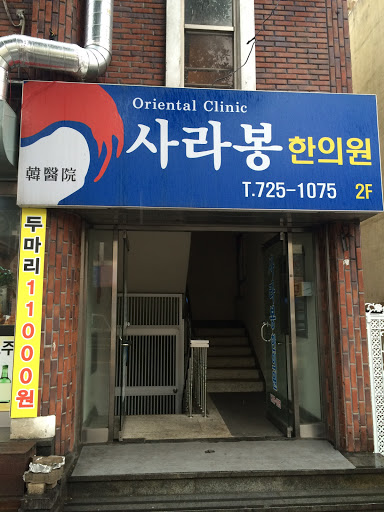 Oriental Clinic
사라봉 한의원
韓醫院
T.725-1075 2F
두마리11000원
주